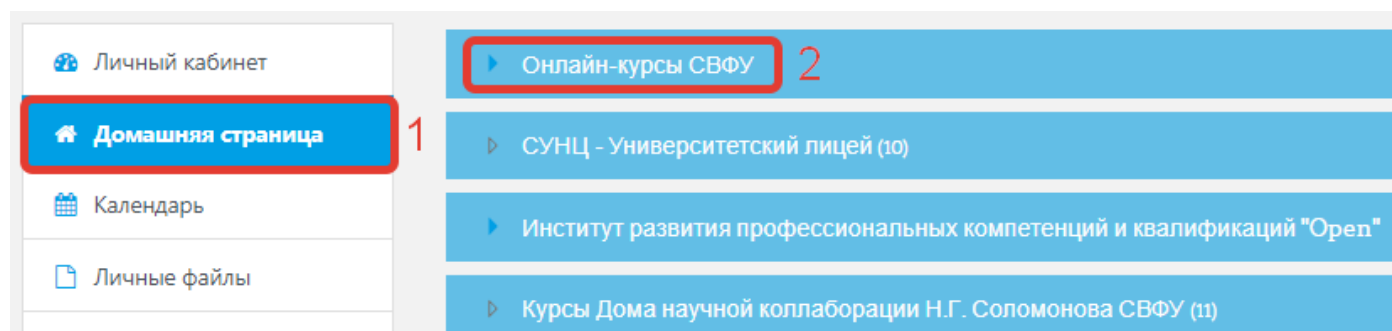 Личный кабинет
Домашняя страница
1
Календарь
Личные файлы
Онлайн-курсы СВФУ
2
СУНЦ - Университетский лицей (10)
Институт развития профессиональных компетенций и квалификаций "Open"
Курсы Дома научной коллаборации Н.Г. Соломонова СВФУ (11)